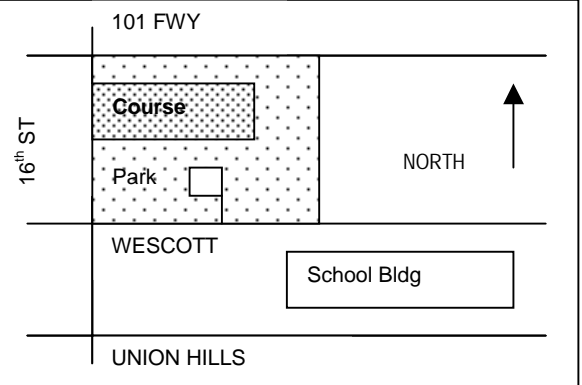 101 FWY
Course
16th ST
NORTH
Park
WESCOTT
School Bldg
UNION HILLS